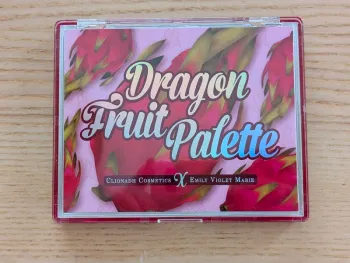 Dragon
Fruit Palette
Clionadh Cosmetics X Emily Violet Marie